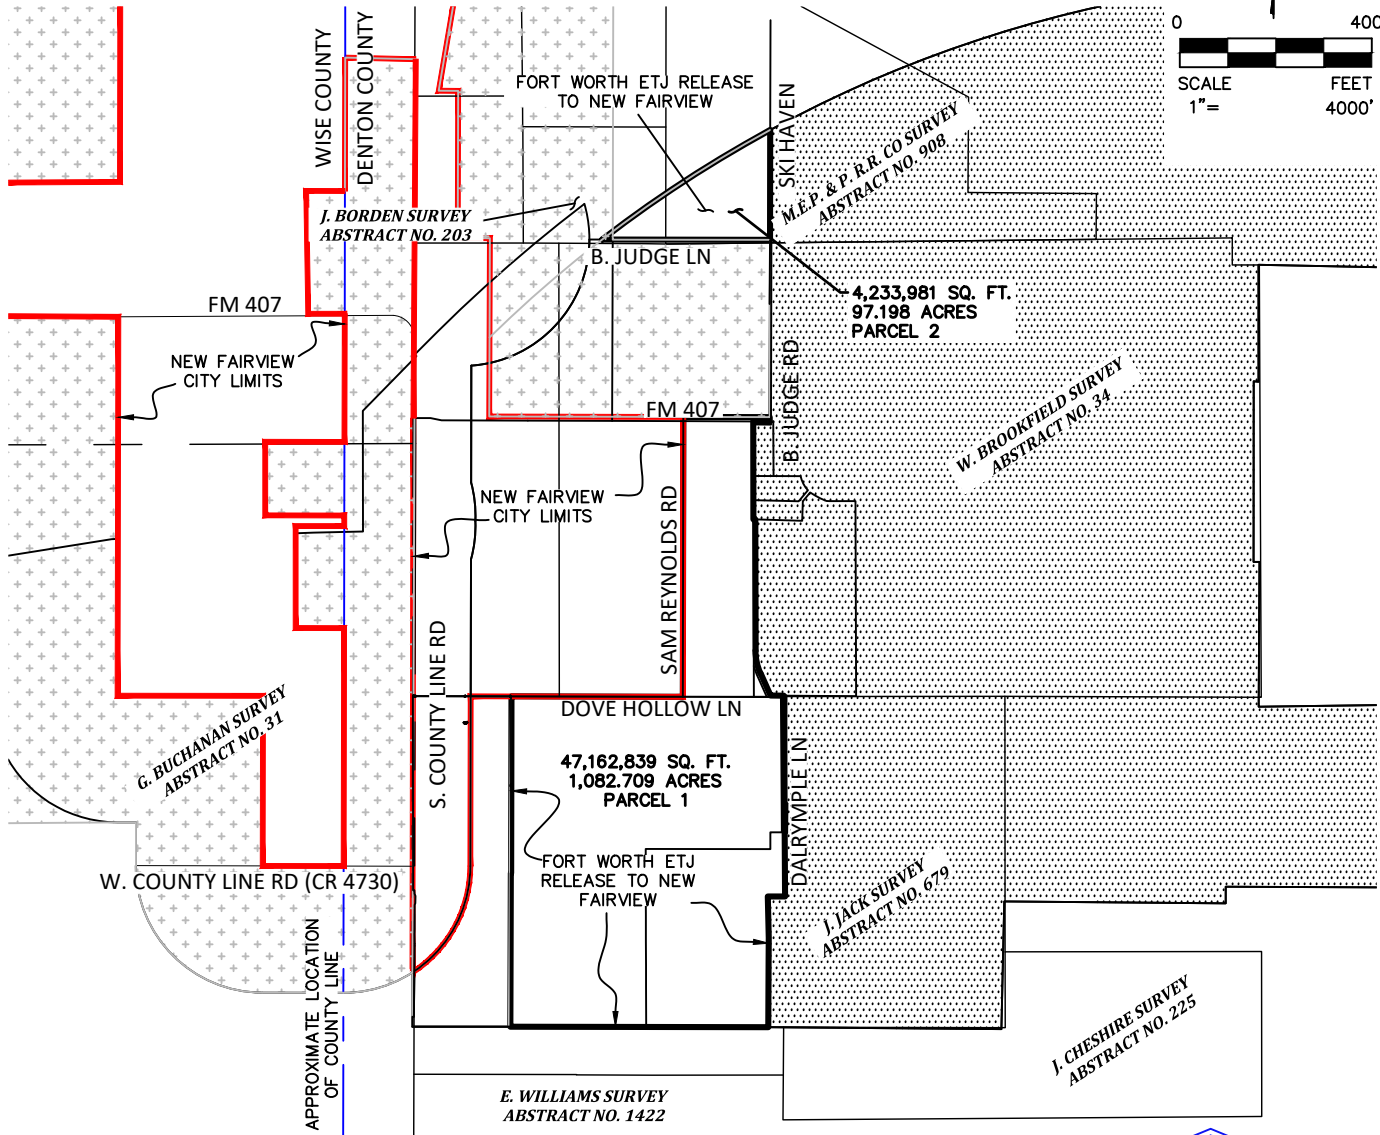 0 400
SCALE FEET
1"= 4000'
WISE COUNTY
DENTON COUNTY
FORT WORTH ETJ RELEASE
TO NEW FAIRVIEW
SKI HAVEN
M.E.P. & P. R.R. CO SURVEY
ABSTRACT NO. 908
J. BORDEN SURVEY
ABSTRACT NO. 203
B. JUDGE LN
FM 407
4,233,981 SQ. FT.
97.198 ACRES
PARCEL 2
NEW FAIRVIEW
CITY LIMITS
B. JUDGE RD
W. BROOKFIELD SURVEY
ABSTRACT NO. 34
FM 407
NEW FAIRVIEW
CITY LIMITS
SAM REYNOLDS RD
S. COUNTY LINE RD
G. BUCHANAN SURVEY
ABSTRACT NO. 31
DOVE HOLLOW LN
47,162,839 SQ. FT.
1,082.709 ACRES
PARCEL 1
DALRYMPLE LN
FORT WORTH ETJ
RELEASE TO NEW
FAIRVIEW
W. COUNTY LINE RD (CR 4730)
J. JACK SURVEY
ABSTRACT NO. 679
APPROXIMATE LOCATION
OF COUNTY LINE
J. CHESHIRE SURVEY
ABSTRACT NO. 225
E. WILLIAMS SURVEY
ABSTRACT NO. 1422